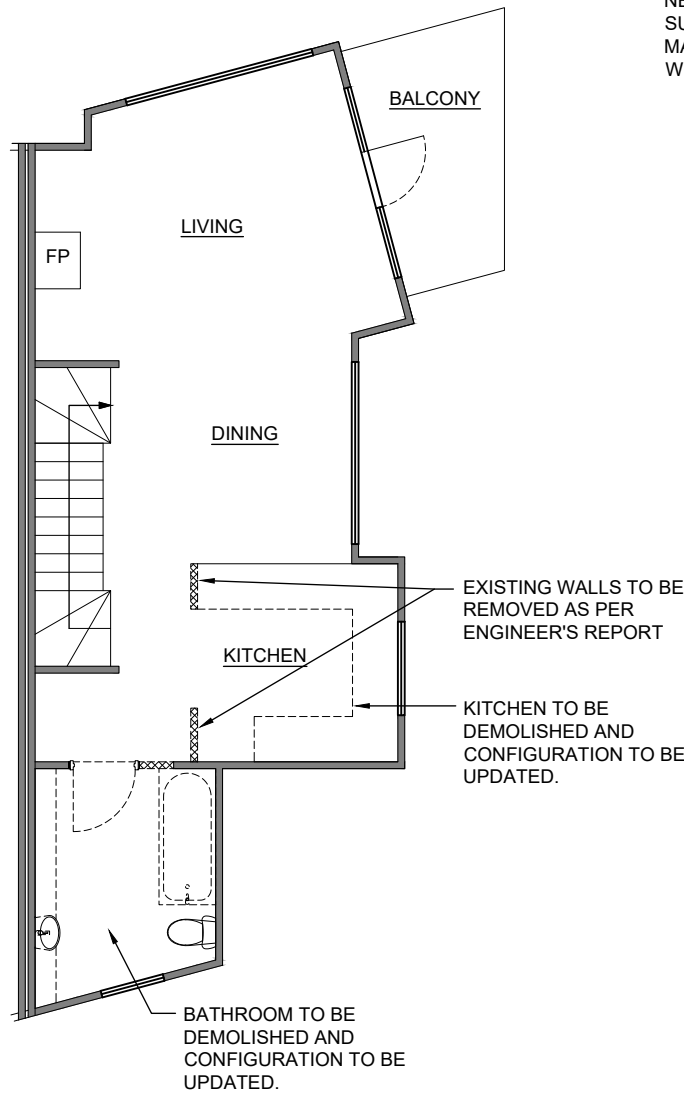 BALCONY
LIVING
FP
DINING
EXISTING WALLS TO BE
REMOVED AS PER
ENGINEER'S REPORT
KITCHEN
KITCHEN TO BE
DEMOLISHED AND
CONFIGURATION TO BE
UPDATED.
BATHROOM TO BE
DEMOLISHED AND
CONFIGURATION TO BE
UPDATED.